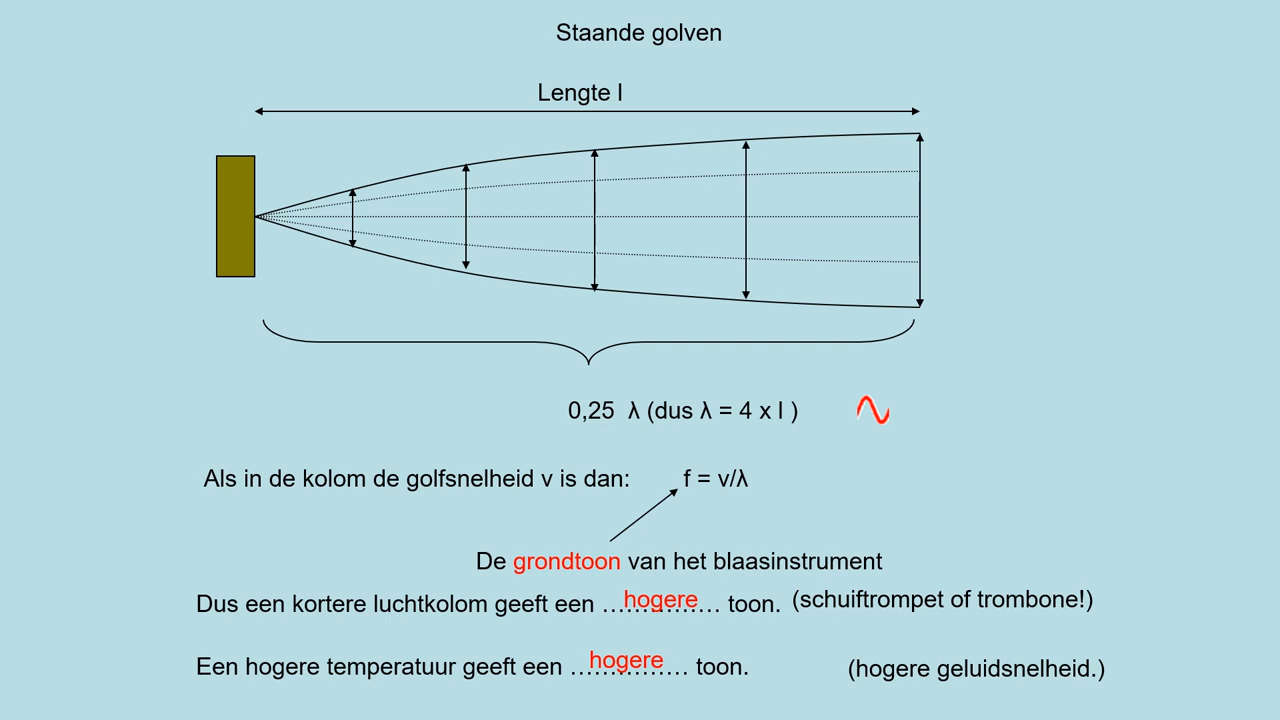 Staande golven
Lengte l
0,25 λ (dus λ = 4 x l )
Als in de kolom de golfsnelheid v is dan: f = v/λ
De grondtoon van het blaasinstrument
Dus een kortere luchtkolom geeft een …hogere… toon. (schuiftrompet of trombone!)
Een hogere temperatuur geeft een …hogere… toon. (hogere geluidsnelheid.)